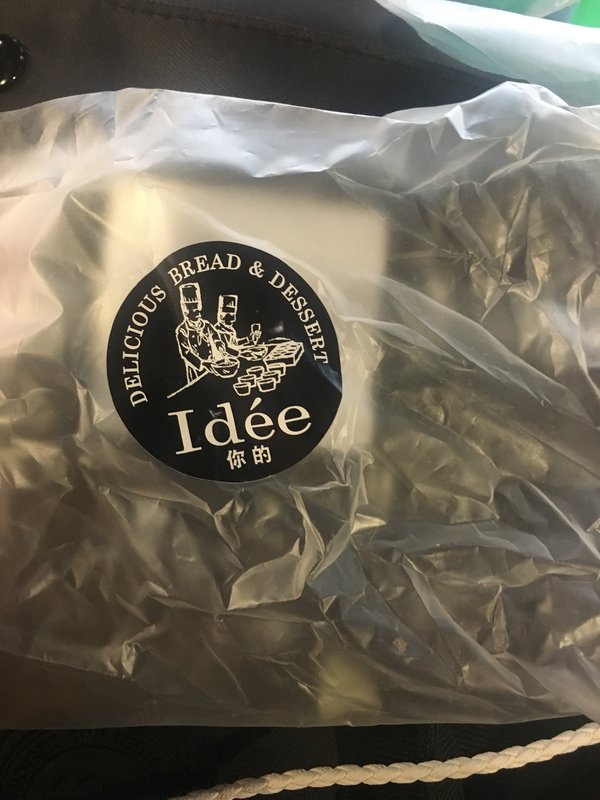 DELICIOUS BREAD & DESSERT
Idée
你的